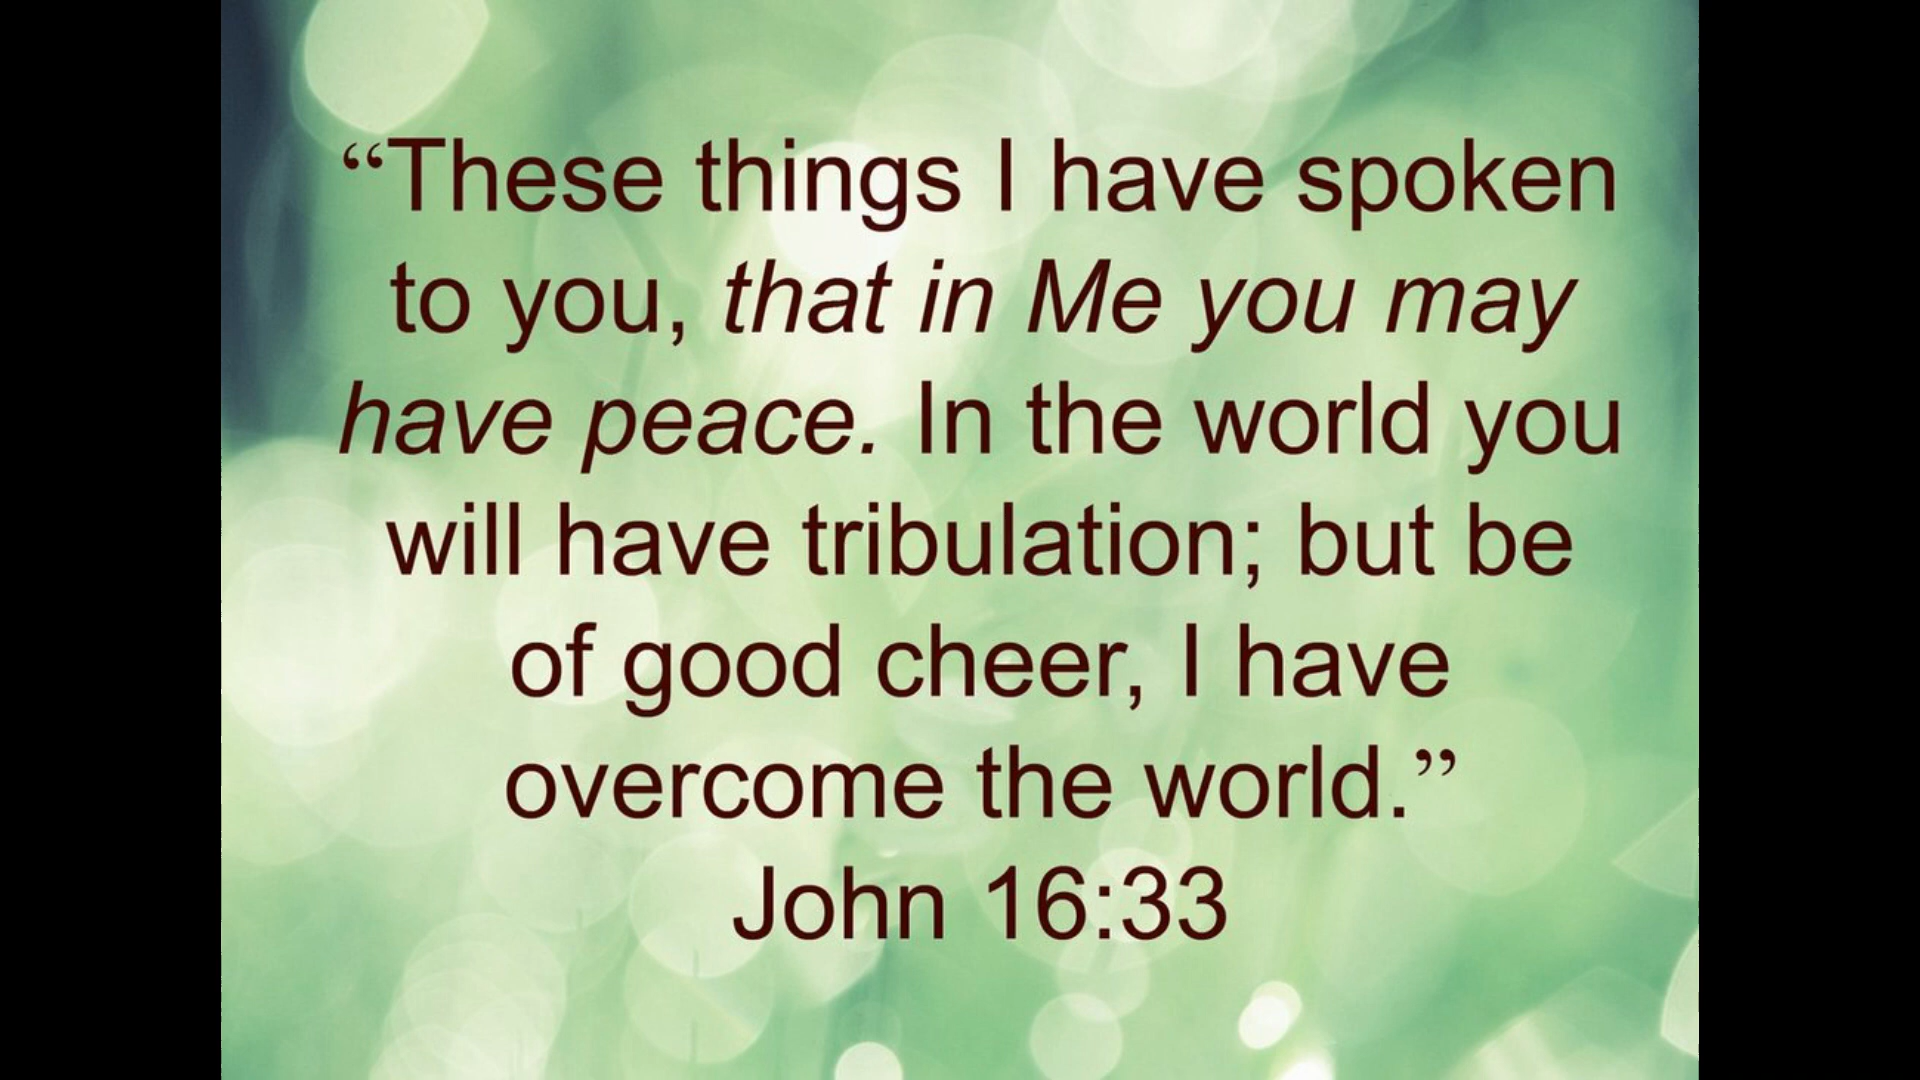 “These things I have spoken
to you, that in Me you may
have peace. In the world you
will have tribulation; but be
of good cheer, I have
overcome the world.”
John 16:33